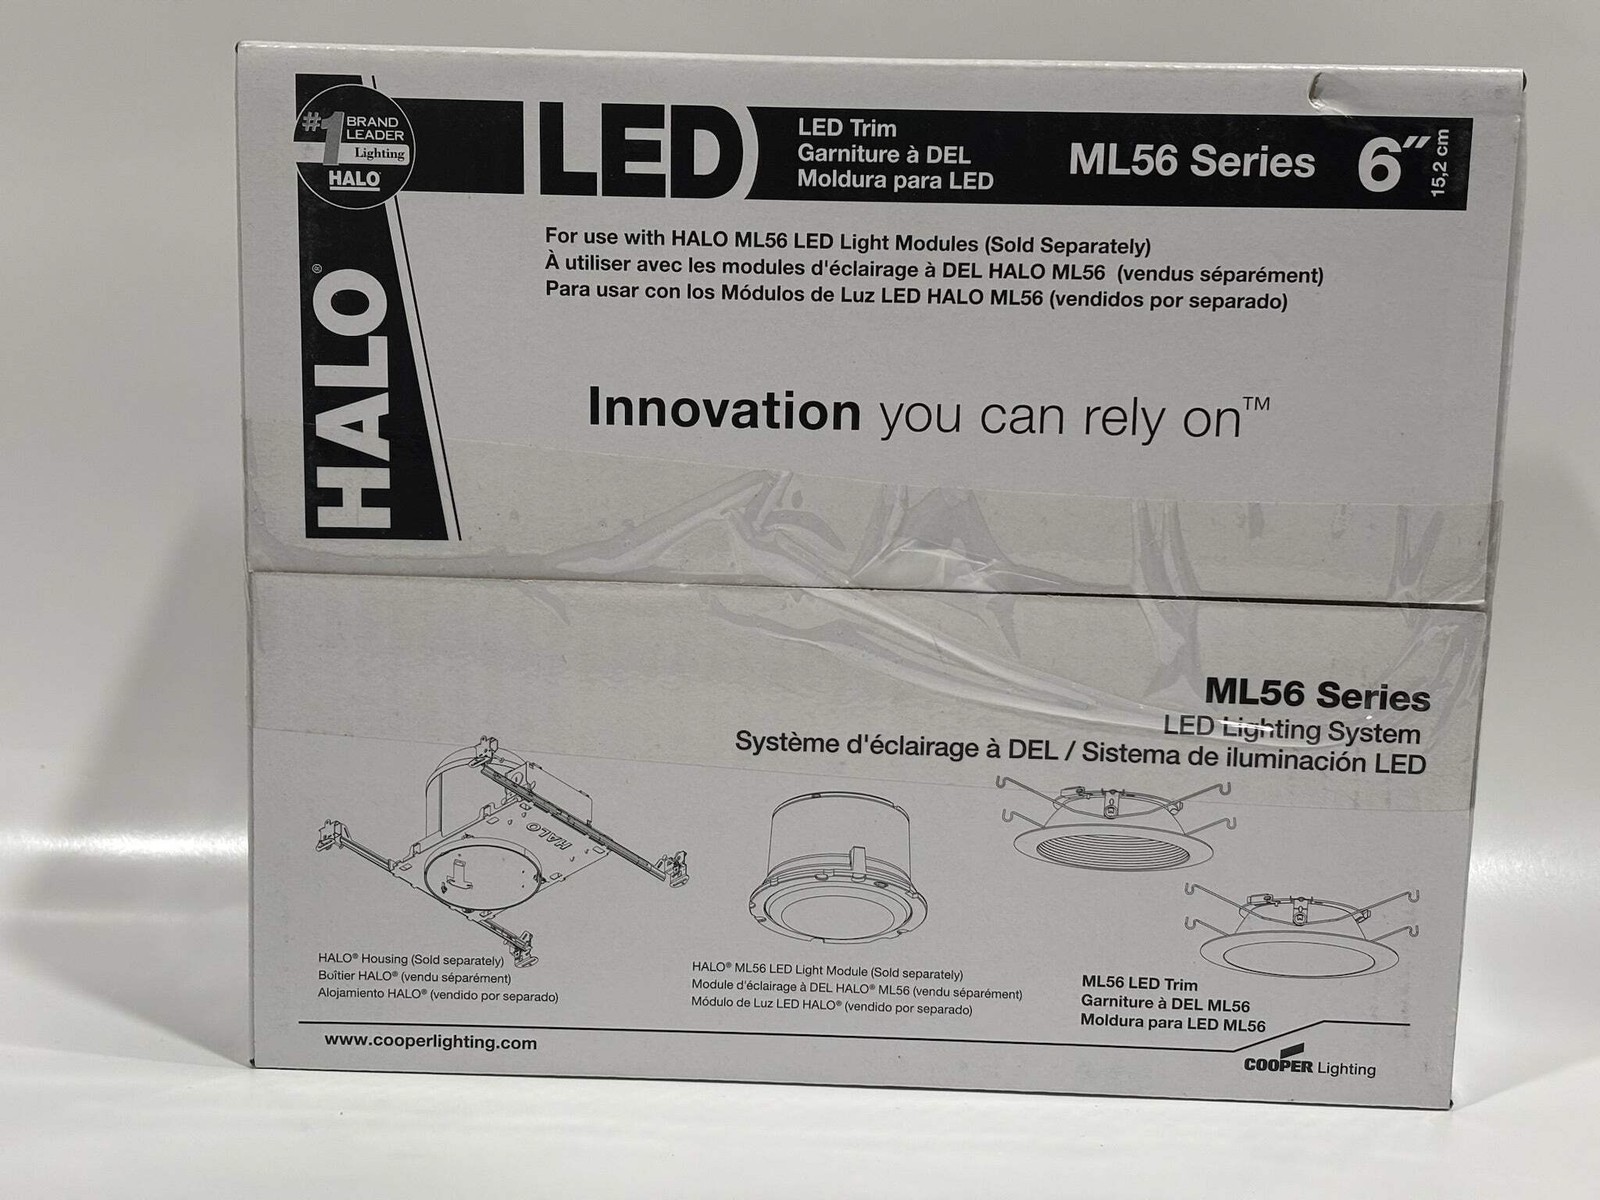 #1 BRAND
LEADER
Lighting
HALO
HALO®
LED
LED Trim
Garniture à DEL
Moldura para LED
ML56 Series
6"
15,2 cm
For use with HALO ML56 LED Light Modules (Sold Separately)
À utiliser avec les modules d'éclairage à DEL HALO ML56 (vendus séparément)
Para usar con los Módulos de Luz LED HALO ML56 (vendidos por separado)
Innovation you can rely on™
ML56 Series
LED Lighting System
Système d'éclairage à DEL / Sistema de iluminación LED
HALO
HALO® Housing (Sold separately)
Boîtier HALO® (vendu séparément)
Alojamiento HALO® (vendido por separado)
HALO® ML56 LED Light Module (Sold separately)
Module d'éclairage à DEL HALO® ML56 (vendu séparément)
Módulo de Luz LED HALO® (vendido por separado)
ML56 LED Trim
Garniture à DEL ML56
Moldura para LED ML56
www.cooperlighting.com
COOPER Lighting